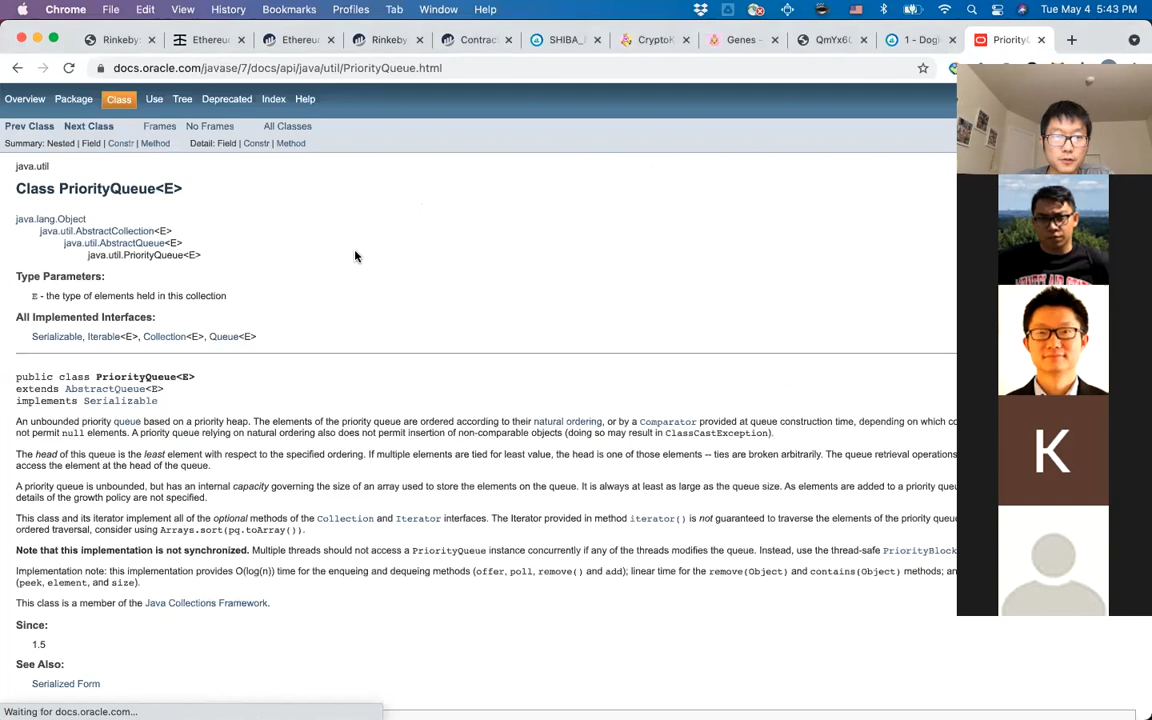 Chrome File Edit View History Bookmarks Profiles Tab Window Help Tue May 4 5:43 PM
Rinkeby Ethereu Ethereu Rinkeby Contrac SHIBA_I CryptoK Genes - QmYx6 1 - Dog Priority
docs.oracle.com/javase/7/docs/api/java/util/PriorityQueue.html
Overview Package Class Use Tree Deprecated Index Help
Prev Class Next Class Frames No Frames All Classes
Summary: Nested | Field | Constr | Method Detail: Field | Constr | Method
java.util
Class PriorityQueue<E>
java.lang.Object
java.util.AbstractCollection<E>
java.util.AbstractQueue<E>
java.util.PriorityQueue<E>
Type Parameters:
E - the type of elements held in this collection
All Implemented Interfaces:
Serializable, Iterable<E>, Collection<E>, Queue<E>
public class PriorityQueue<E>
extends AbstractQueue<E>
implements Serializable
An unbounded priority queue based on a priority heap. The elements of the priority queue are ordered according to their natural ordering, or by a Comparator provided at queue construction time, depending on which co
not permit null elements. A priority queue relying on natural ordering also does not permit insertion of non-comparable objects (doing so may result in ClassCastException).
The head of this queue is the least element with respect to the specified ordering. If multiple elements are tied for least value, the head is one of those elements -- ties are broken arbitrarily. The queue retrieval operations
access the element at the head of the queue.
A priority queue is unbounded, but has an internal capacity governing the size of an array used to store the elements on the queue. It is always at least as large as the queue size. As elements are added to a priority que
details of the growth policy are not specified.
This class and its iterator implement all of the optional methods of the Collection and Iterator interfaces. The Iterator provided in method iterator() is not guaranteed to traverse the elements of the priority queue
ordered traversal, consider using Arrays.sort(pq.toArray()).
Note that this implementation is not synchronized. Multiple threads should not access a PriorityQueue instance concurrently if any of the threads modifies the queue. Instead, use the thread-safe PriorityBlock
Implementation note: this implementation provides O(log(n)) time for the enqueing and dequeing methods (offer, poll, remove() and add); linear time for the remove(Object) and contains(Object) methods; an
(peek, element, and size).
This class is a member of the Java Collections Framework.
Since:
1.5
See Also:
Serialized Form
Waiting for docs.oracle.com...
K